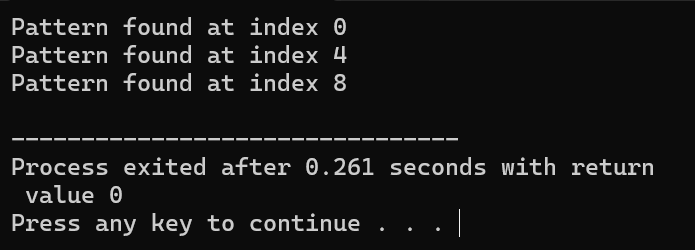 Pattern found at index 0
Pattern found at index 4
Pattern found at index 8
--------------------------------
Process exited after 0.261 seconds with return
value 0
Press any key to continue . . .